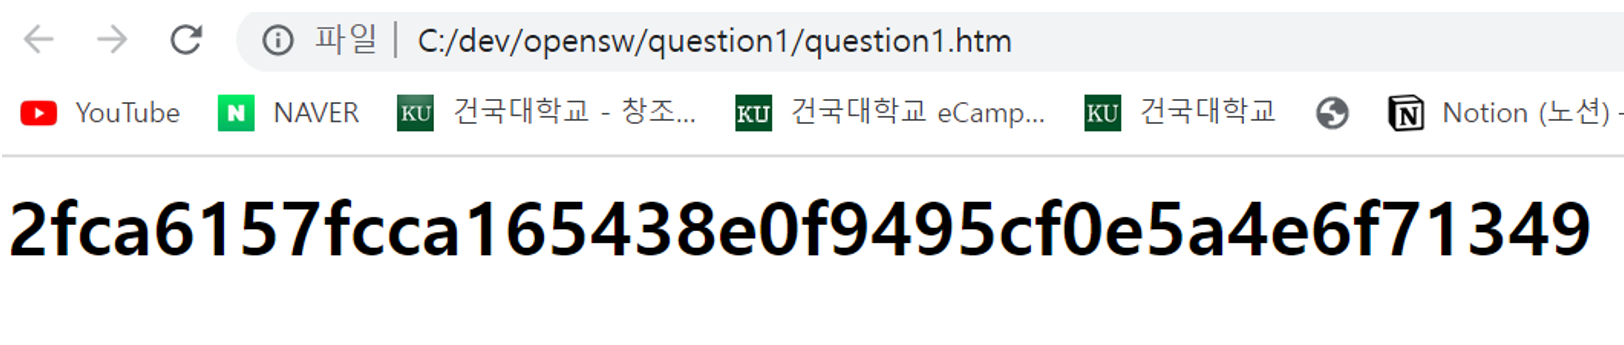 파일 | C:/dev/opensw/question1/question1.htm
YouTube N NAVER KU 건국대학교 - 창조... KU 건국대학교 eCamp... KU 건국대학교 N Notion (노션) -
2fca6157fcca165438e0f9495cf0e5a4e6f71349